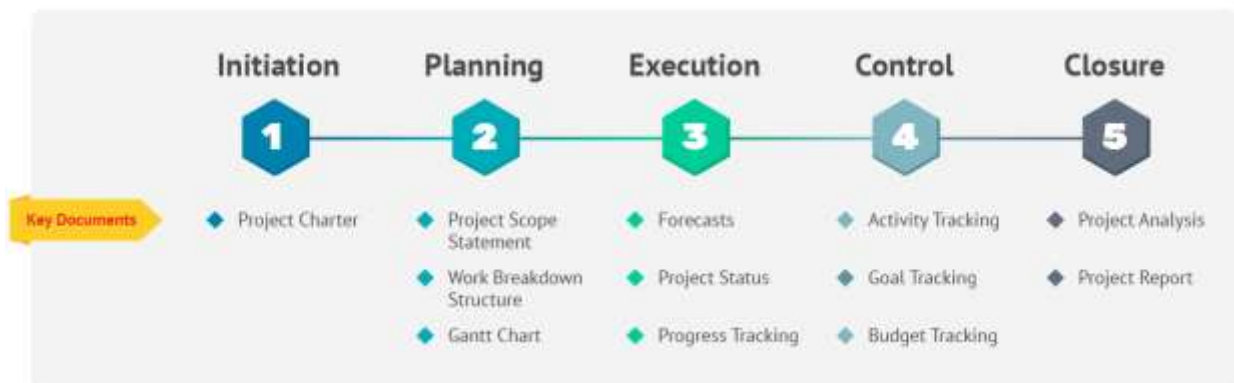 Initiation
Planning
Execution
Control
Closure
1
2
3
4
5
Key Documents
Project Charter
Project Scope
Statement
Work Breakdown
Structure
Gantt Chart
Forecasts
Project Status
Progress Tracking
Activity Tracking
Goal Tracking
Budget Tracking
Project Analysis
Project Report